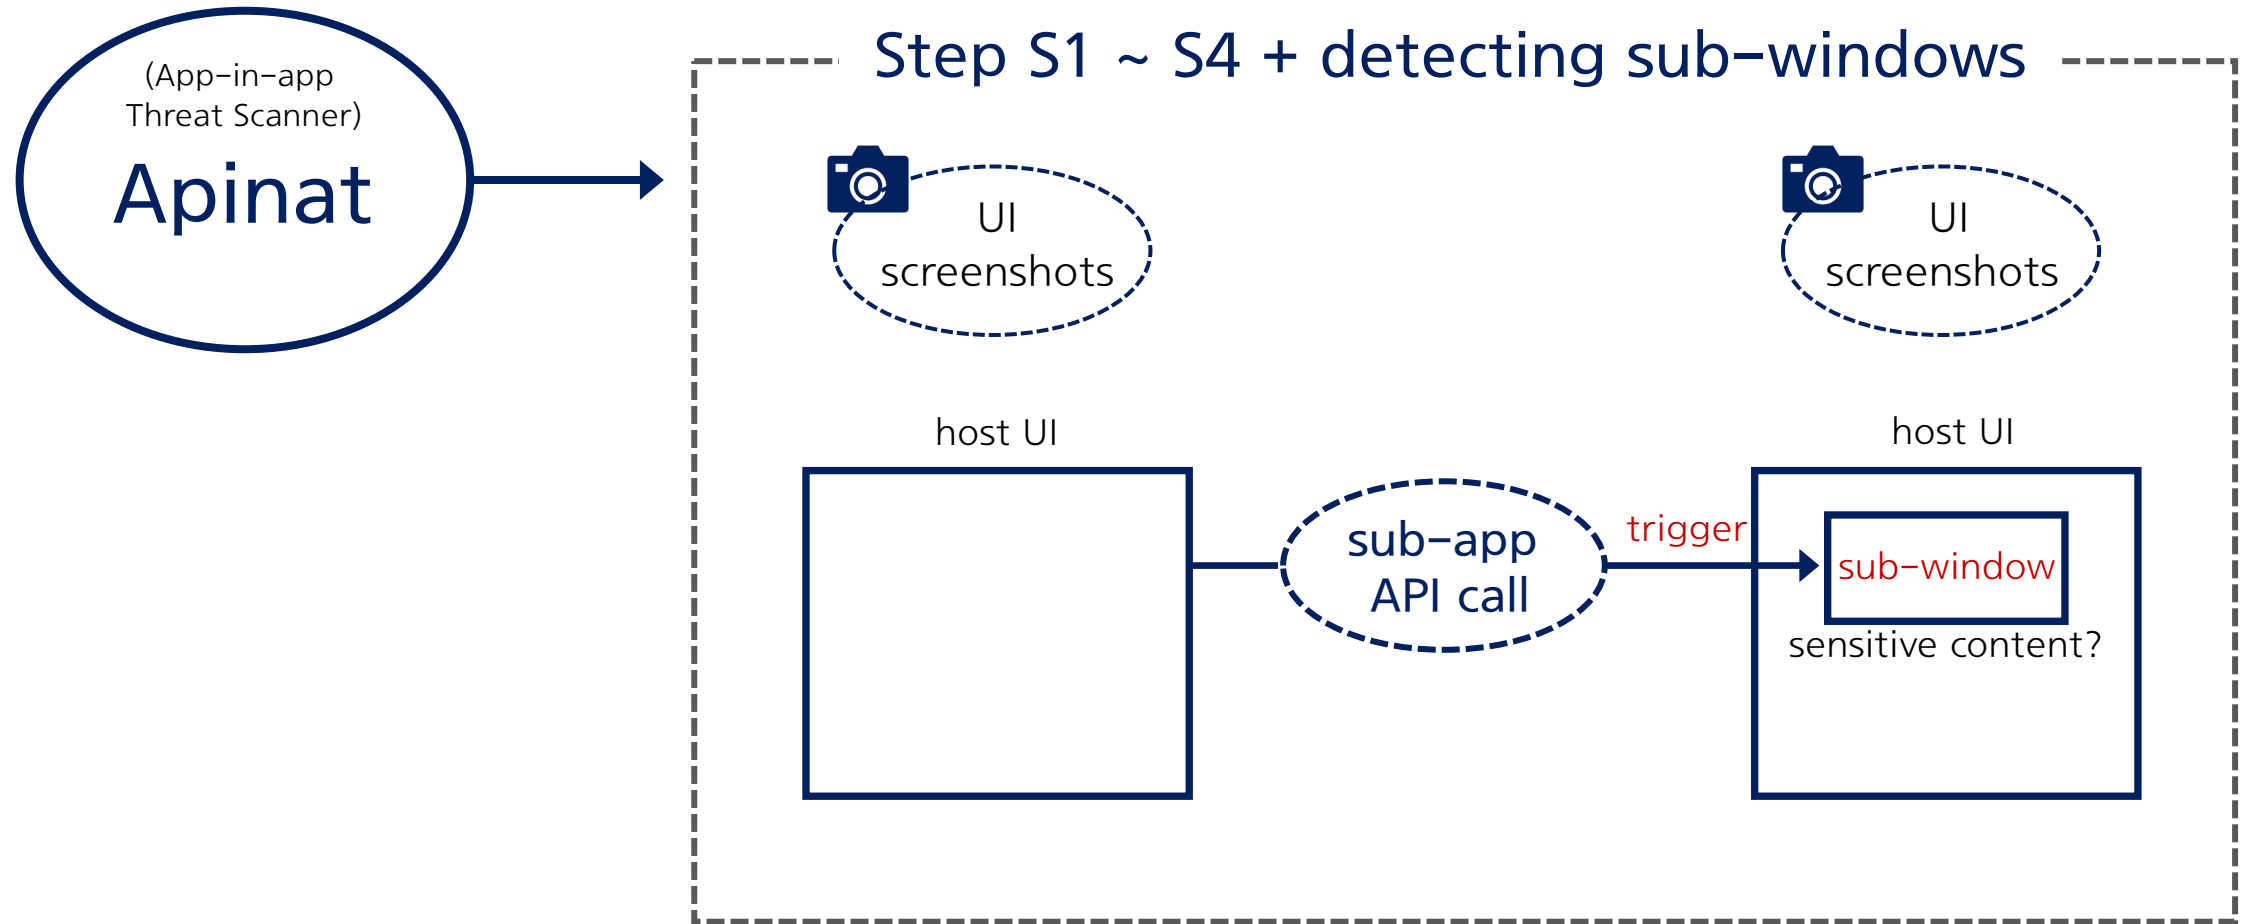 (App-in-app
Threat Scanner)
Apinat
Step S1 ~ S4 + detecting sub-windows
UI
screenshots
UI
screenshots
host UI
host UI
sub-app
API call
trigger
sub-window
sensitive content?